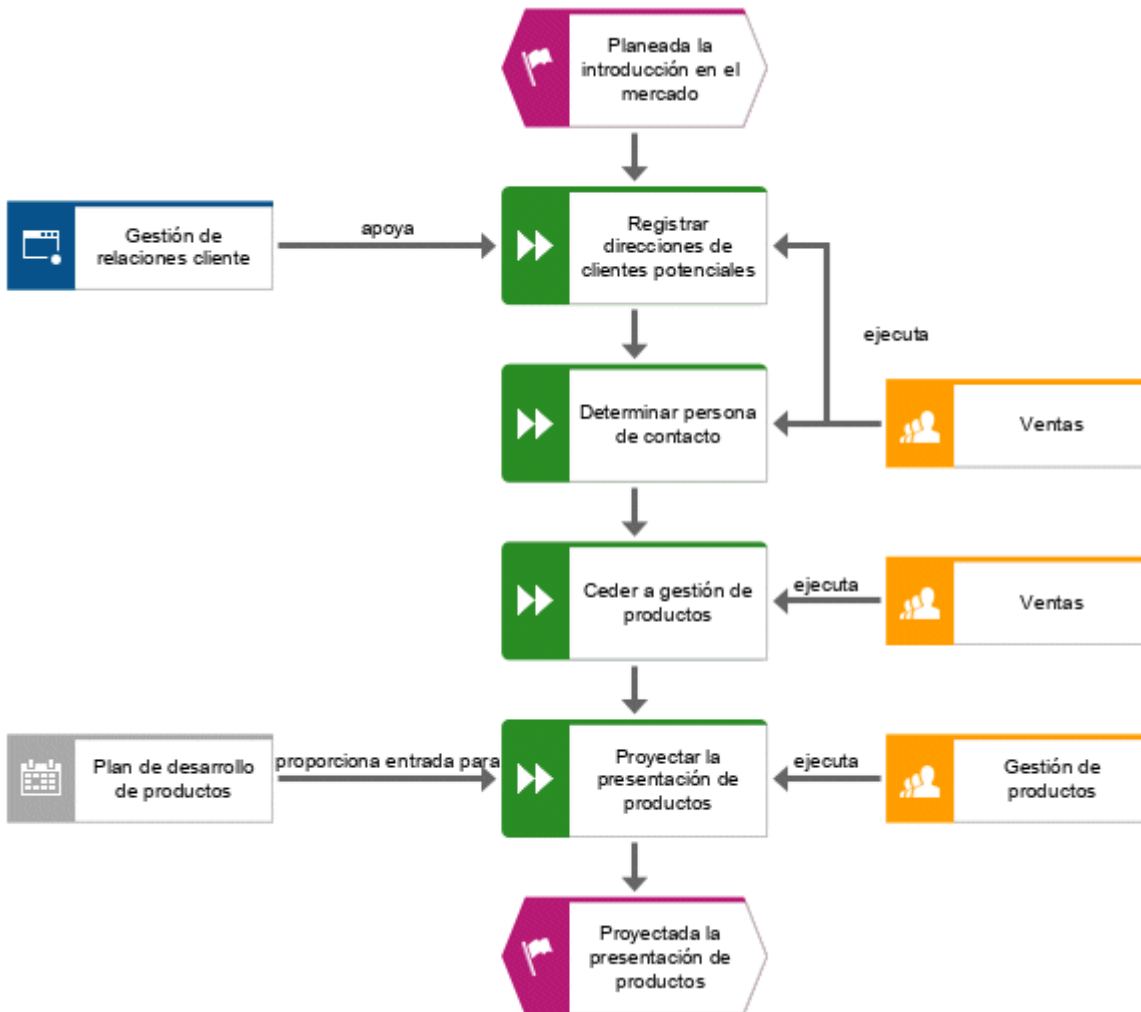 Planeada la
introducción en el
mercado
Gestión de
relaciones cliente
apoya
Registrar
direcciones de
clientes potenciales
ejecuta
Determinar persona
de contacto
Ventas
Ceder a gestión de
productos
ejecuta
Ventas
Plan de desarrollo
de productos
proporciona entrada para
Proyectar la
presentación de
productos
ejecuta
Gestión de
productos
Proyectada la
presentación de
productos